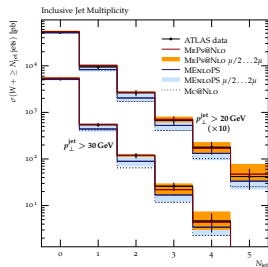 Inclusive Jet Multiplicity
σ(W + ≥ N_jet jets) [pb]
ATLAS data
MEPS@NLO
MEPS@NLO μ/2...2μ
MENLOPS
MENLOPS μ/2...2μ
MC@NLO
p_⊥^jet > 30 GeV
p_⊥^jet > 20 GeV
(×10)
10^4
10^3
10^2
10^1
0 1 2 3 4 5
N_jet